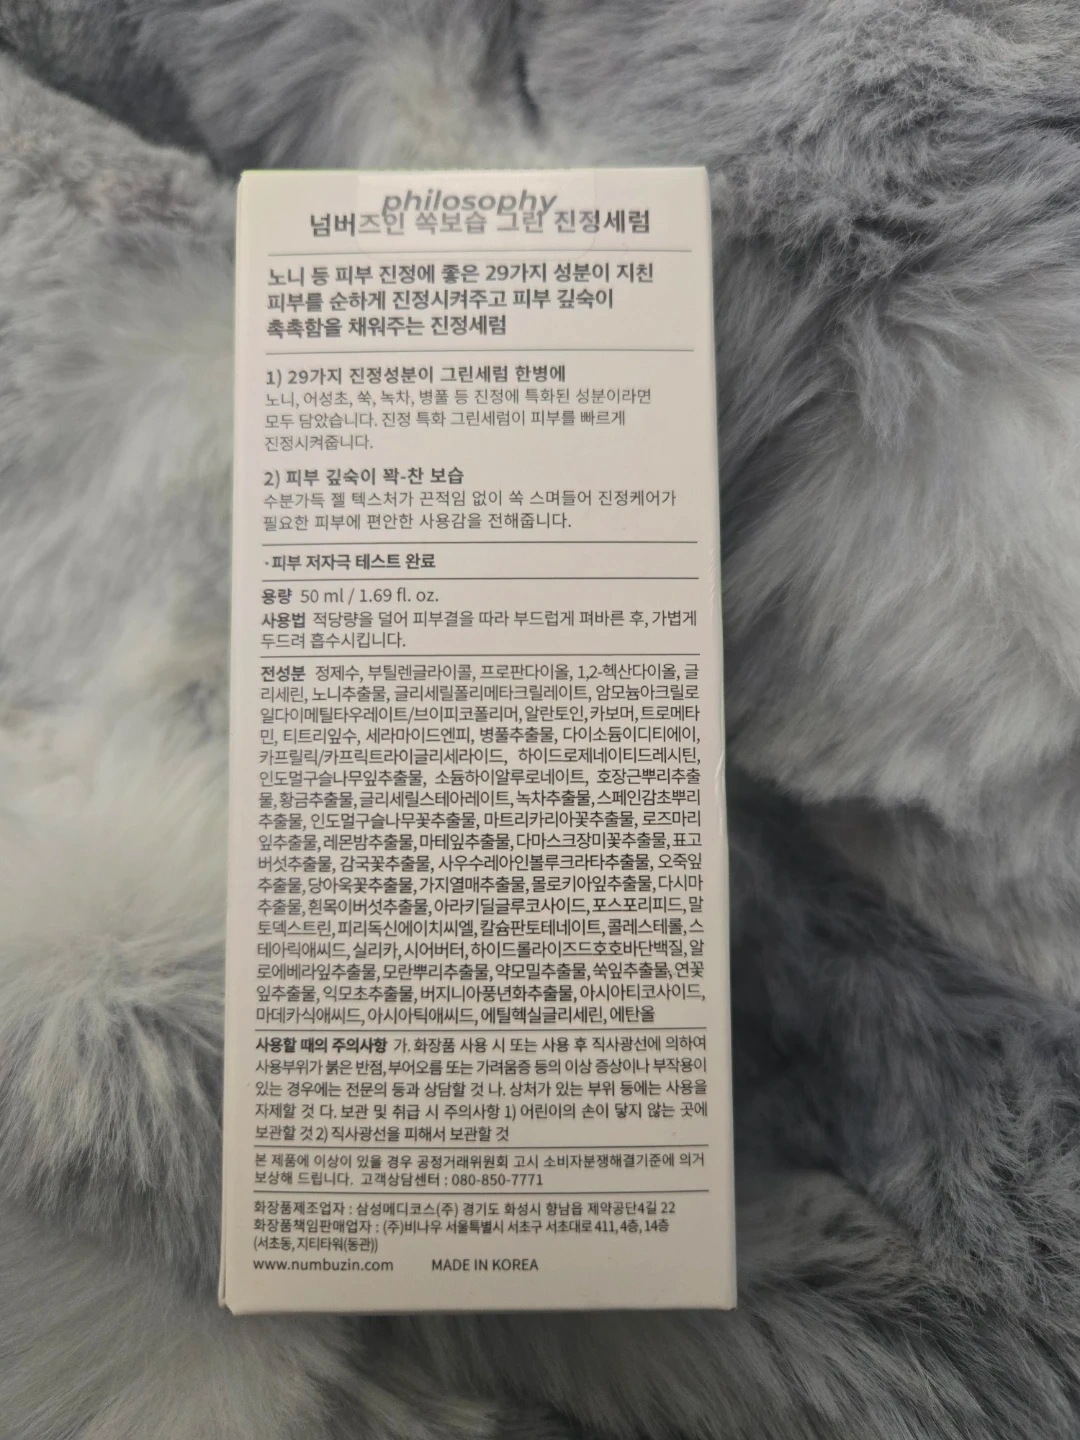 philosophy
넘버즈인 쏙보습 그린 진정세럼
노니 등 피부 진정에 좋은 29가지 성분이 지친
피부를 순하게 진정시켜주고 피부 깊숙이
촉촉함을 채워주는 진정세럼
1) 29가지 진정성분이 그린세럼 한병에
노니, 어성초, 쑥, 녹차, 병풀 등 진정에 특화된 성분이라면
모두 담았습니다. 진정 특화 그린세럼이 피부를 빠르게
진정시켜줍니다.
2) 피부 깊숙이 꽉-찬 보습
수분가득 젤 텍스처가 끈적임 없이 쏙 스며들어 진정케어가
필요한 피부에 편안한 사용감을 전해줍니다.
·피부 저자극 테스트 완료
용량 50 ml / 1.69 fl. oz.
사용법 적당량을 덜어 피부결을 따라 부드럽게 펴바른 후, 가볍게
두드려 흡수시킵니다.
전성분 정제수, 부틸렌글라이콜, 프로판다이올, 1,2-헥산다이올, 글
리세린, 노니추출물, 글리세릴폴리메타크릴레이트, 암모늄아크릴로
일다이메틸타우레이트/브이피코폴리머, 알란토인, 카보머, 트로메타
민, 티트리잎수, 세라마이드엔피, 병풀추출물, 다이소듐이디티에이,
카프릴릭/카프릭트라이글리세라이드, 하이드로제네이티드레시틴,
인도멀구슬나무잎추출물, 소듐하이알루로네이트, 호장근뿌리추출
물, 황금추출물, 글리세릴스테아레이트, 녹차추출물, 스페인감초뿌리
추출물, 인도멀구슬나무꽃추출물, 마트리카리아꽃추출물, 로즈마리
잎추출물, 레몬밤추출물, 마테잎추출물, 다마스크장미꽃추출물, 표고
버섯추출물, 감국꽃추출물, 사우수레아인볼루크라타추출물, 오죽잎
추출물, 당아욱꽃추출물, 가지열매추출물, 몰로키아잎추출물, 다시마
추출물, 흰목이버섯추출물, 아라키딜글루코사이드, 포스포리피드, 말
토덱스트린, 피리독신에이치씨엘, 칼슘판토테네이트, 콜레스테롤, 스
테아릭애씨드, 실리카, 시어버터, 하이드롤라이즈드호호바단백질, 알
로에베라잎추출물, 모란뿌리추출물, 약모밀추출물, 쑥잎추출물, 연꽃
잎추출물, 익모초추출물, 버지니아풍년화추출물, 아시아티코사이드,
마데카식애씨드, 아시아틱애씨드, 에틸헥실글리세린, 에탄올
사용할 때의 주의사항 가. 화장품 사용 시 또는 사용 후 직사광선에 의하여
사용부위가 붉은 반점, 부어오름 또는 가려움증 등의 이상 증상이나 부작용이
있는 경우에는 전문의 등과 상담할 것 나. 상처가 있는 부위 등에는 사용을
자제할 것 다. 보관 및 취급 시 주의사항 1) 어린이의 손이 닿지 않는 곳에
보관할 것 2) 직사광선을 피해서 보관할 것
본 제품에 이상이 있을 경우 공정거래위원회 고시 소비자분쟁해결기준에 의거
보상해 드립니다. 고객상담센터 : 080-850-7771
화장품제조업자 : 삼성메디코스(주) 경기도 화성시 향남읍 제약공단4길 22
화장품책임판매업자 : (주)비나우 서울특별시 서초구 서초대로 411, 4층, 14층
(서초동, 지티타워(동관))
www.numbuzin.com MADE IN KOREA